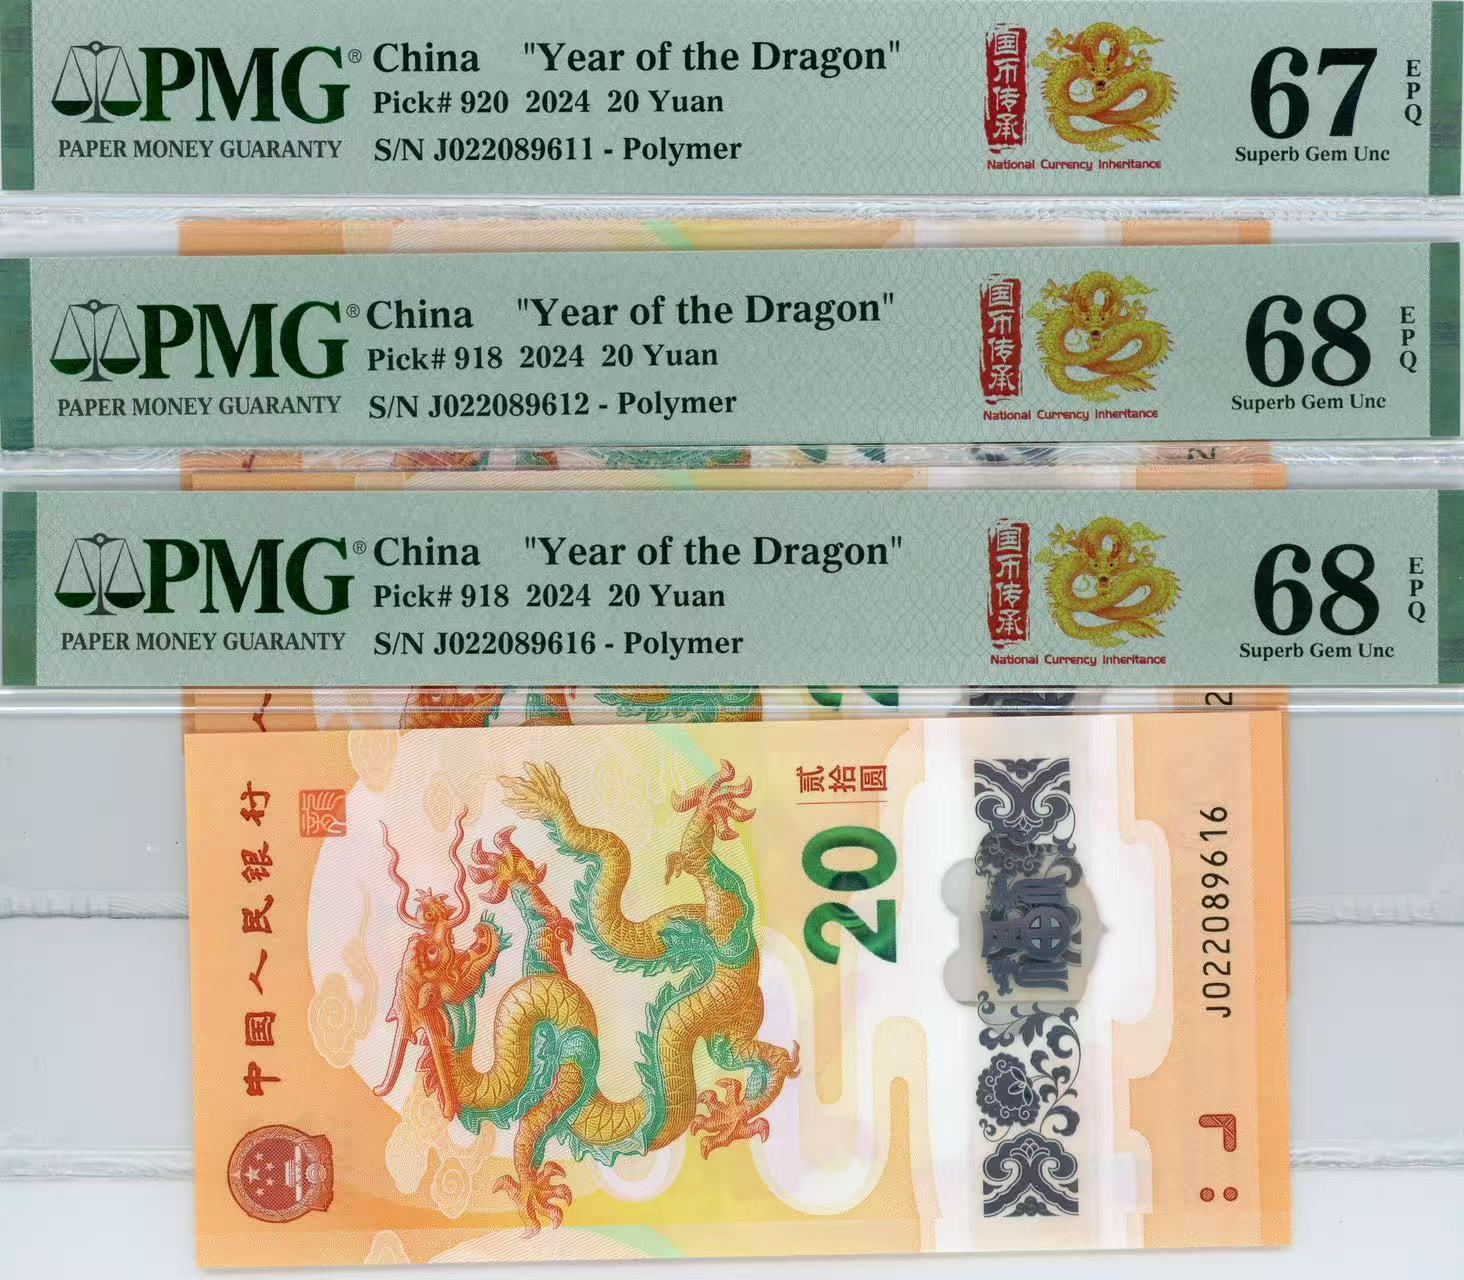 PMG® China "Year of the Dragon"
Pick# 920 2024 20 Yuan
PAPER MONEY GUARANTY S/N J022089611 - Polymer
国币传承
National Currency Inheritance
67 EPQ
Superb Gem Unc
PMG® China "Year of the Dragon"
Pick# 918 2024 20 Yuan
PAPER MONEY GUARANTY S/N J022089612 - Polymer
国币传承
National Currency Inheritance
68 EPQ
Superb Gem Unc
2
PMG® China "Year of the Dragon"
Pick# 918 2024 20 Yuan
PAPER MONEY GUARANTY S/N J022089616 - Polymer
国币传承
National Currency Inheritance
68 EPQ
Superb Gem Unc
2
中国人民银行
贰拾圆
20
J022089616